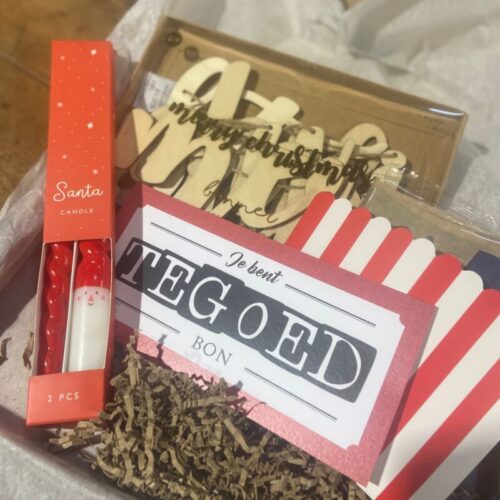 Santa
CANDLE
2 PCS
merry christmas
Je bent
TEGOED
BON